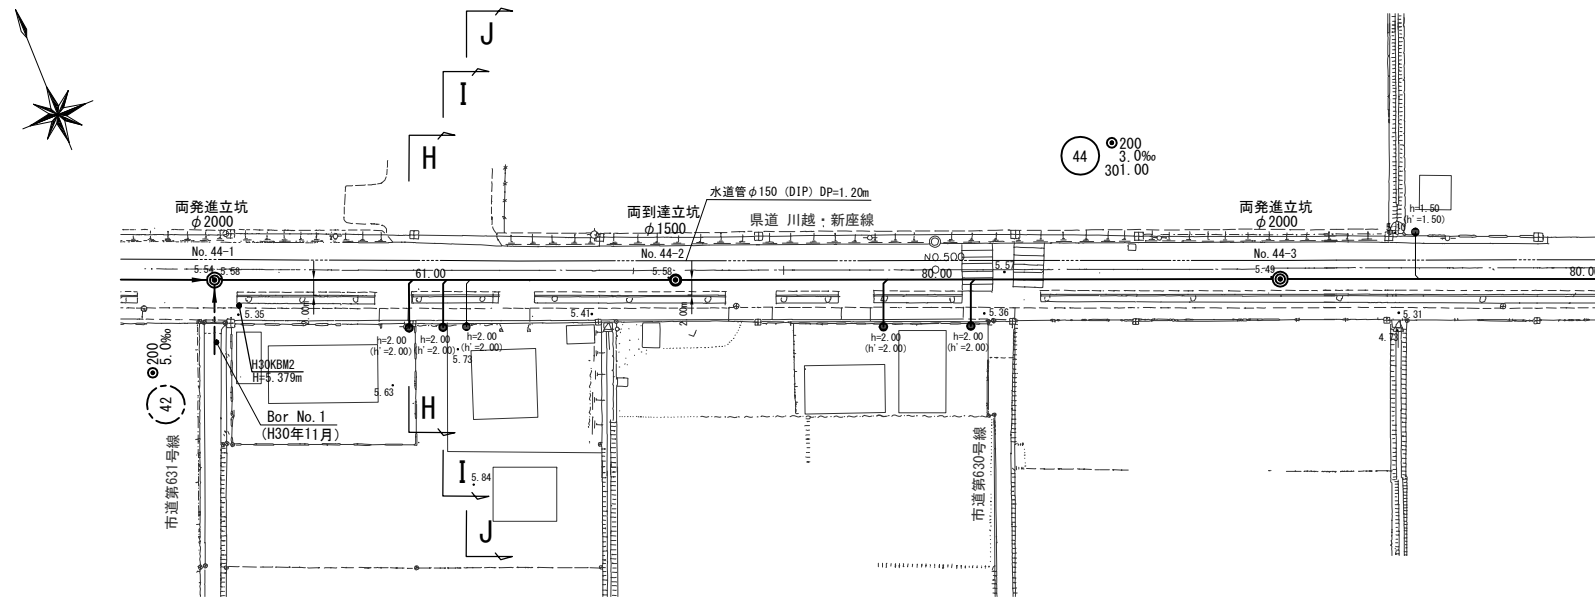 J
I
H
44
200
3.0‰
301.00
水道管φ150 (DIP) DP=1.20m
県道 川越・新座線
両発進立坑
φ2000
No.44-1
両到達立坑
φ1500
No.44-2
NO.500
両発進立坑
φ2000
No.44-3
h=1.50
(h'=1.50)
5.54
5.58
61.00
5.58
80.00
5.57
5.49
80.00
5.35
5.41
2.00m
5.36
5.31
4.73
h=2.00
(h'=2.00)
h=2.00
(h'=2.00)
h=2.00
(h'=2.00)
h=2.00
(h'=2.00)
h=2.00
(h'=2.00)
5.73
200
5.0‰
42
H30KBM2
H=5.379m
5.63
Bor No.1
(H30年11月)
H
I
5.84
J
市道第631号線
市道第630号線